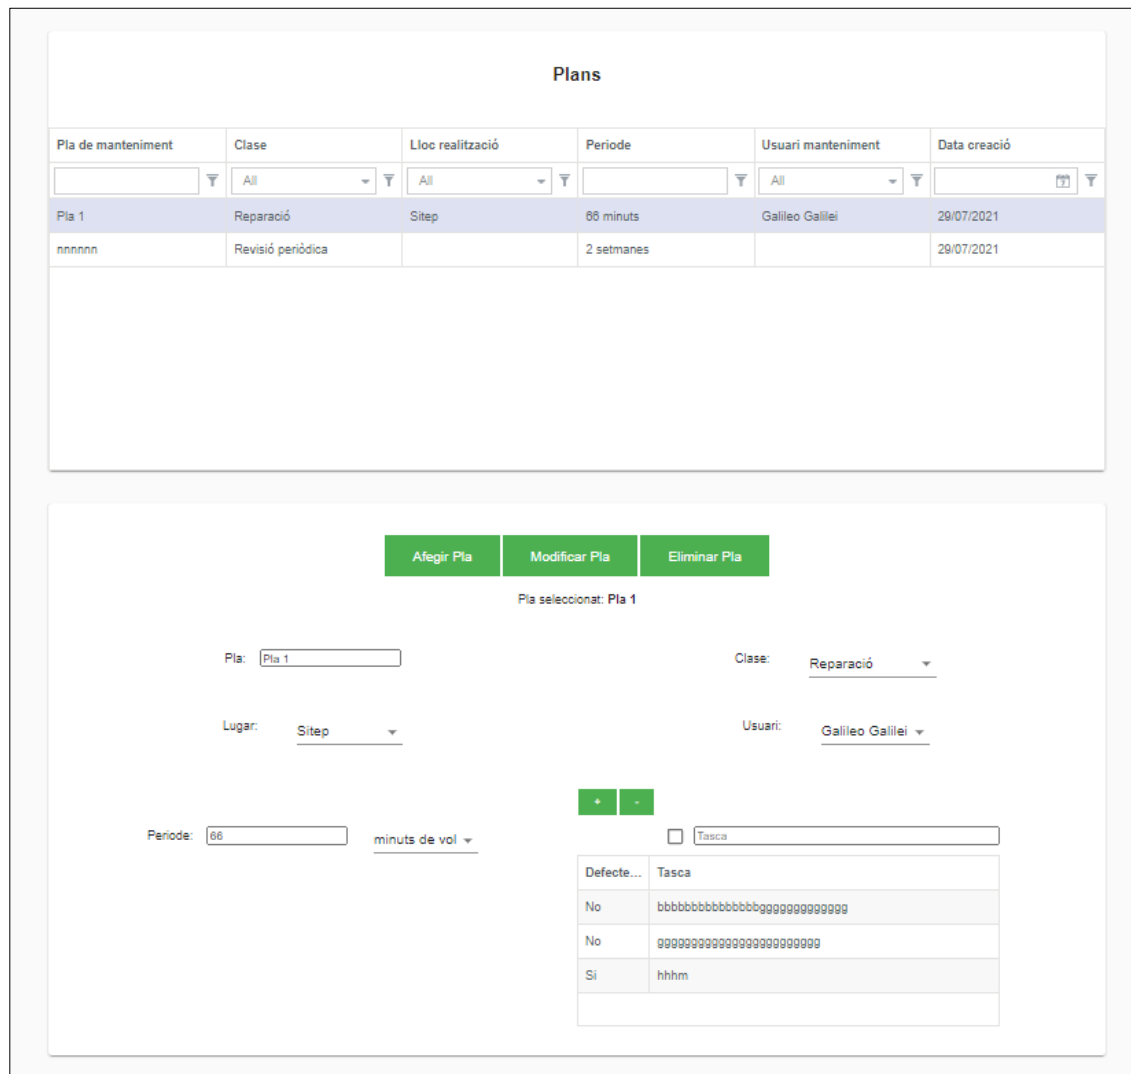 Plans
Pla de manteniment Clase Lloc realització Periode Usuari manteniment Data creació
All All All
Pla 1 Reparació Sitep 66 minuts Galileo Galilei 29/07/2021
nnnnnn Revisió periòdica 2 setmanes 29/07/2021
Afegir Pla Modificar Pla Eliminar Pla
Pla seleccionat: Pla 1
Pla: Pla 1 Clase: Reparació
Lugar: Sitep Usuari: Galileo Galilei
+ -
Periode: 66 minuts de vol Tasca
Defecte... Tasca
No bbbbbbbbbbbbbbbggggggggggggg
No ggggggggggggggggggggggggg
Si hhhm